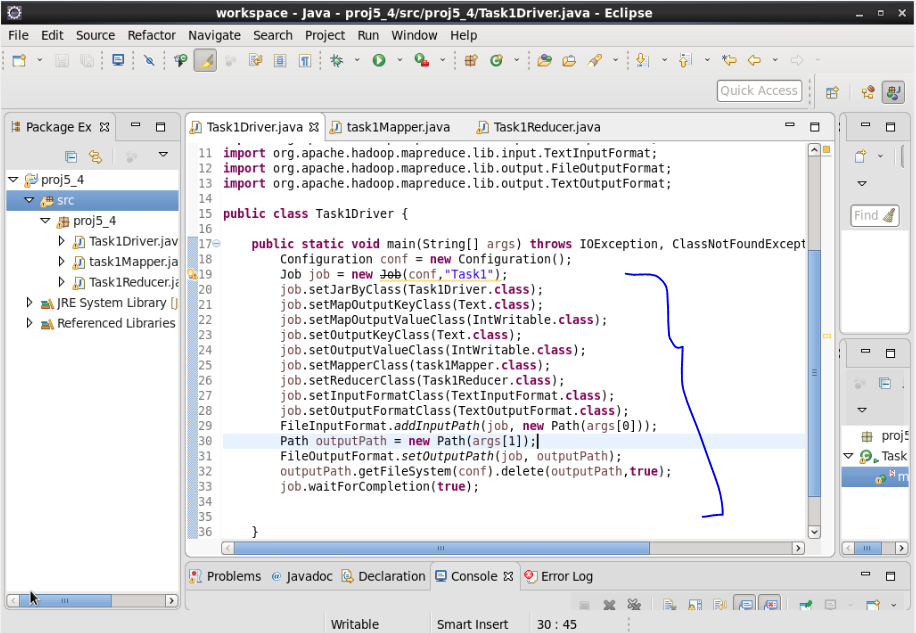 workspace - Java - proj5_4/src/proj5_4/Task1Driver.java - Eclipse
File Edit Source Refactor Navigate Search Project Run Window Help
Quick Access
Package Ex
Task1Driver.java
task1Mapper.java
Task1Reducer.java
proj5_4
src
proj5_4
Task1Driver.jav
task1Mapper.ja
Task1Reducer.ja
JRE System Library [J
Referenced Libraries
11 import org.apache.hadoop.mapreduce.lib.input.TextInputFormat;
12 import org.apache.hadoop.mapreduce.lib.output.FileOutputFormat;
13 import org.apache.hadoop.mapreduce.lib.output.TextOutputFormat;
14
15 public class Task1Driver {
16
17 public static void main(String[] args) throws IOException, ClassNotFoundExcept
18 Configuration conf = new Configuration();
19 Job job = new Job(conf,"Task1");
20 job.setJarByClass(Task1Driver.class);
21 job.setMapOutputKeyClass(Text.class);
22 job.setMapOutputValueClass(IntWritable.class);
23 job.setOutputKeyClass(Text.class);
24 job.setOutputValueClass(IntWritable.class);
25 job.setMapperClass(task1Mapper.class);
26 job.setReducerClass(Task1Reducer.class);
27 job.setInputFormatClass(TextInputFormat.class);
28 job.setOutputFormatClass(TextOutputFormat.class);
29 FileInputFormat.addInputPath(job, new Path(args[0]));
30 Path outputPath = new Path(args[1]);
31 FileOutputFormat.setOutputPath(job, outputPath);
32 outputPath.getFileSystem(conf).delete(outputPath,true);
33 job.waitForCompletion(true);
34
35
36 }
Find
proj5
Task
m
Problems @ Javadoc Declaration Console Error Log
Writable Smart Insert 30 : 45